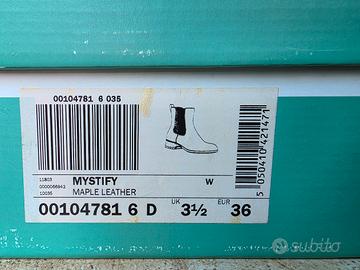 00104781 6 035
11803
0000066942
10035
MYSTIFY
MAPLE LEATHER
W
00104781 6 D
UK
3½
EUR
36
5 050410 421471
subito